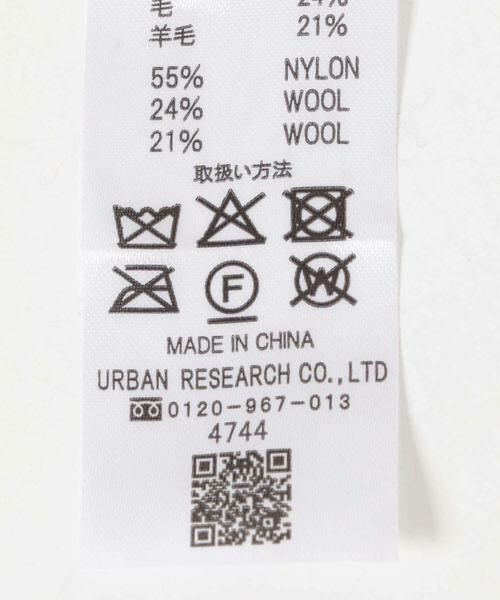 毛 24%
羊毛 21%
55% NYLON
24% WOOL
21% WOOL
取扱い方法
F
W
MADE IN CHINA
URBAN RESEARCH CO.,LTD
0120-967-013
4744